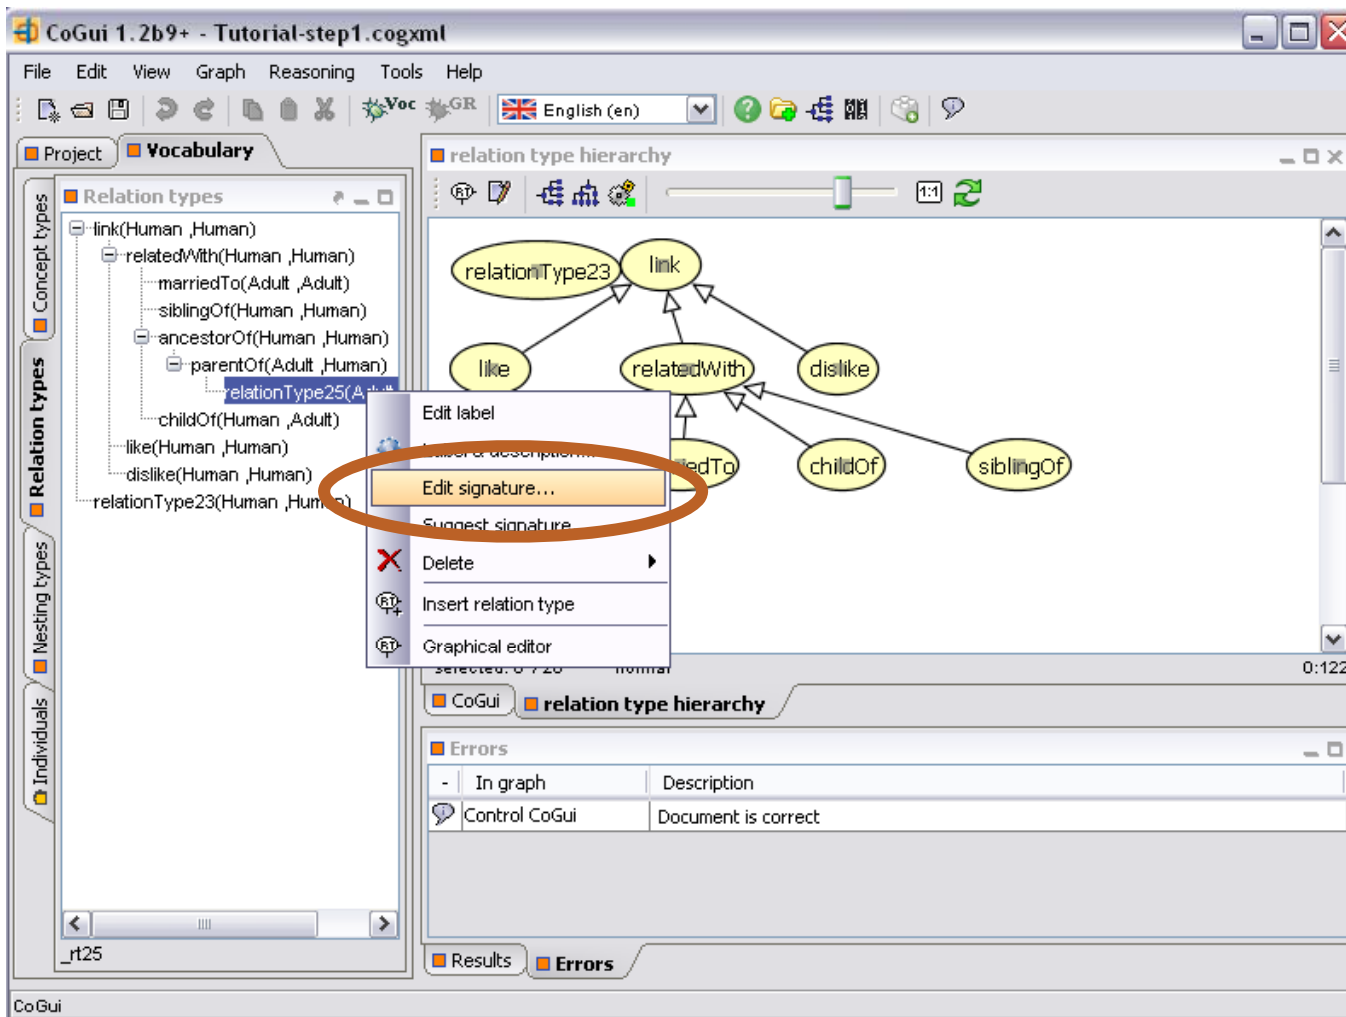 CoGui 1.2b9+ - Tutorial-step1.cogxml
File Edit View Graph Reasoning Tools Help
Voc GR English (en)
Project Vocabulary
Concept types
Relation types
Nesting types
Individuals
Relation types
link(Human ,Human)
relatedWith(Human ,Human)
marriedTo(Adult ,Adult)
siblingOf(Human ,Human)
ancestorOf(Human ,Human)
parentOf(Adult ,Human)
relationType25(Adult
childOf(Human ,Adult)
like(Human ,Human)
dislike(Human ,Human)
relationType23(Human ,Human)
_rt25
Edit label
Edit signature...
Suggest signature
Delete
Insert relation type
Graphical editor
relation type hierarchy
1:1
relationType23 link
like relatedWith dislike
edTo childOf siblingOf
normal 0:122
CoGui relation type hierarchy
Errors
- In graph Description
Control CoGui Document is correct
Results Errors
CoGui